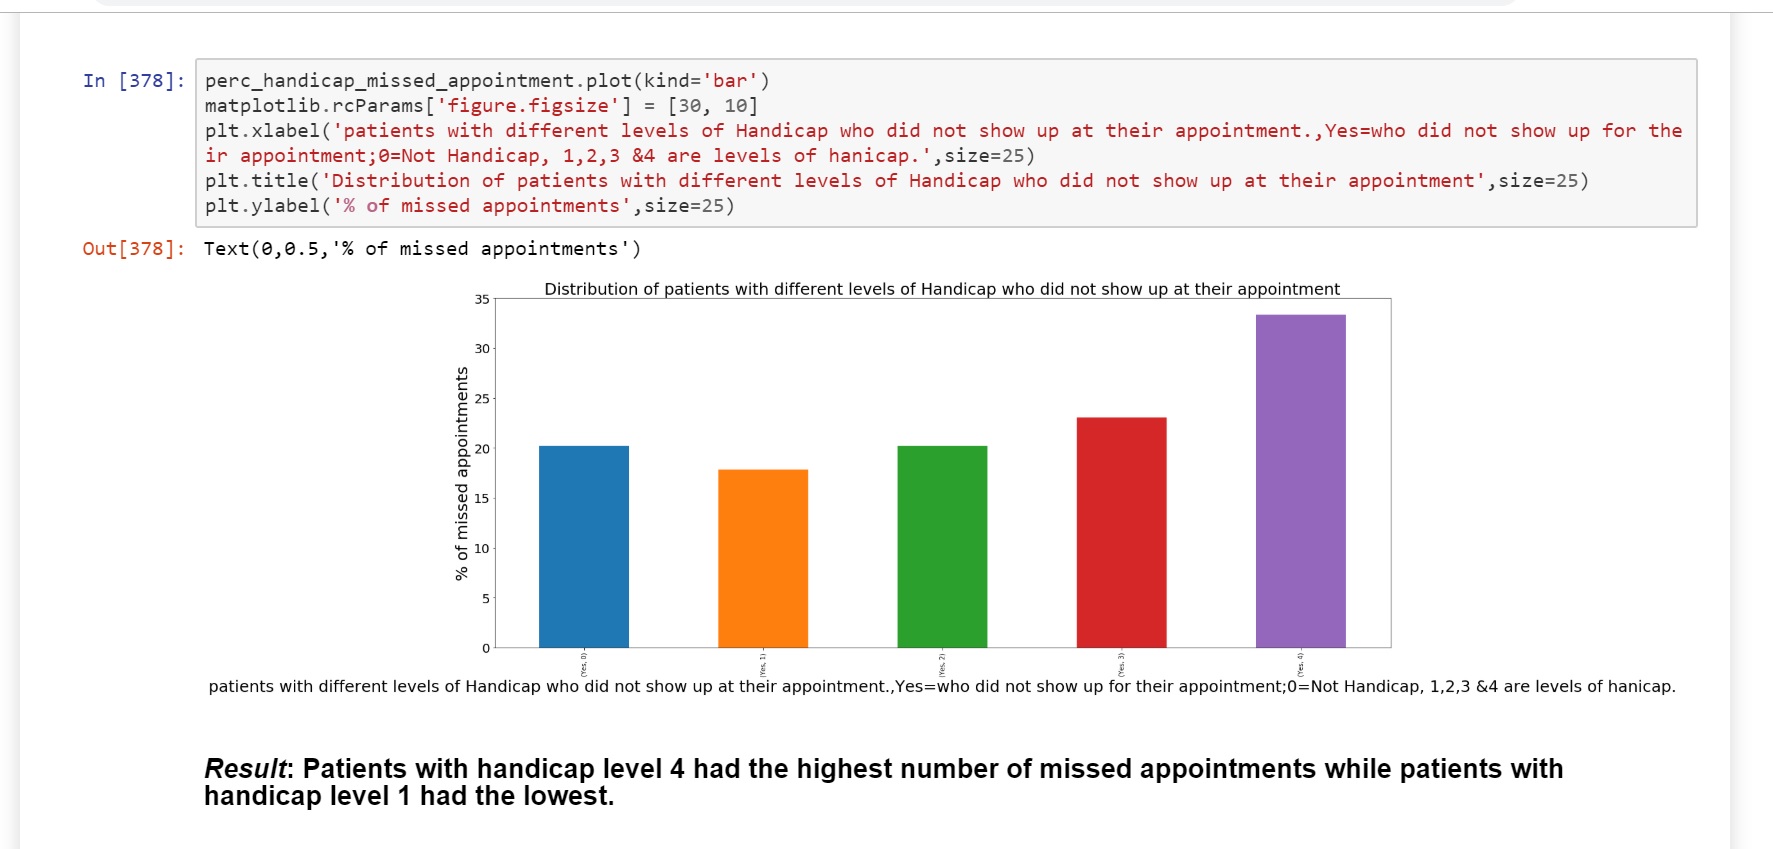 In [378]: perc_handicap_missed_appointment.plot(kind='bar')
matplotlib.rcParams['figure.figsize'] = [30, 10]
plt.xlabel('patients with different levels of Handicap who did not show up at their appointment.,Yes=who did not show up for the
ir appointment;0=Not Handicap, 1,2,3 &4 are levels of hanicap.',size=25)
plt.title('Distribution of patients with different levels of Handicap who did not show up at their appointment',size=25)
plt.ylabel('% of missed appointments',size=25)
Out[378]: Text(0,0.5,'% of missed appointments')
Distribution of patients with different levels of Handicap who did not show up at their appointment
% of missed appointments
35
30
25
20
15
10
5
0
(Yes, 0)
(Yes, 1)
(Yes, 2)
(Yes, 3)
(Yes, 4)
patients with different levels of Handicap who did not show up at their appointment.,Yes=who did not show up for their appointment;0=Not Handicap, 1,2,3 &4 are levels of hanicap.
Result: Patients with handicap level 4 had the highest number of missed appointments while patients with
handicap level 1 had the lowest.